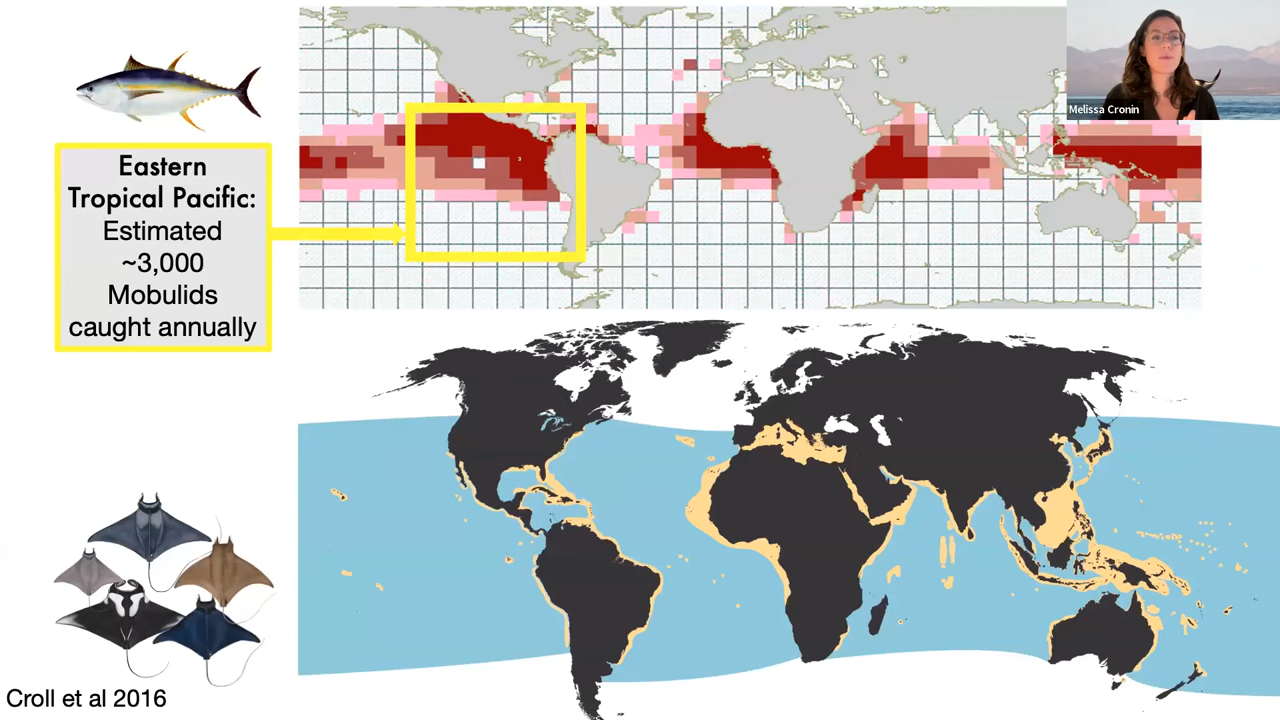 Melissa Cronin
Eastern
Tropical Pacific:
Estimated
~3,000
Mobulids
caught annually
Croll et al 2016